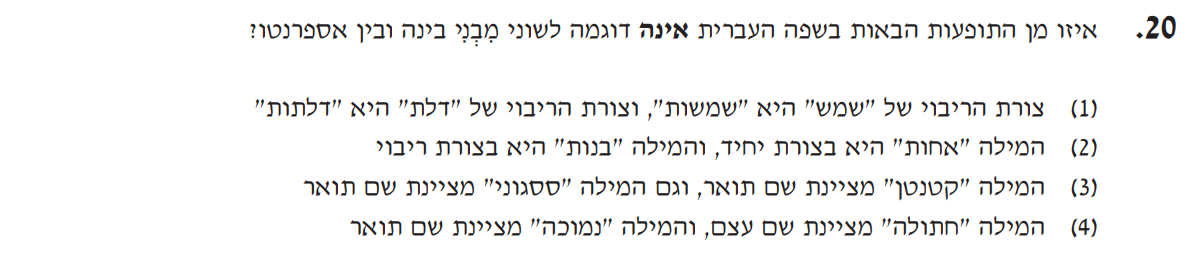 20. איזו מן התופעות הבאות בשפה העברית אינה דוגמה לשוני מִבְנִי בינה ובין אספרנטו?
(1) צורת הריבוי של "שמש" היא "שמשות", וצורת הריבוי של "דלת" היא "דלתות"
(2) המילה "אחות" היא בצורת יחיד, והמילה "בנות" היא בצורת ריבוי
(3) המילה "קטנטן" מציינת שם תואר, וגם המילה "ססגוני" מציינת שם תואר
(4) המילה "חתולה" מציינת שם עצם, והמילה "נמוכה" מציינת שם תואר